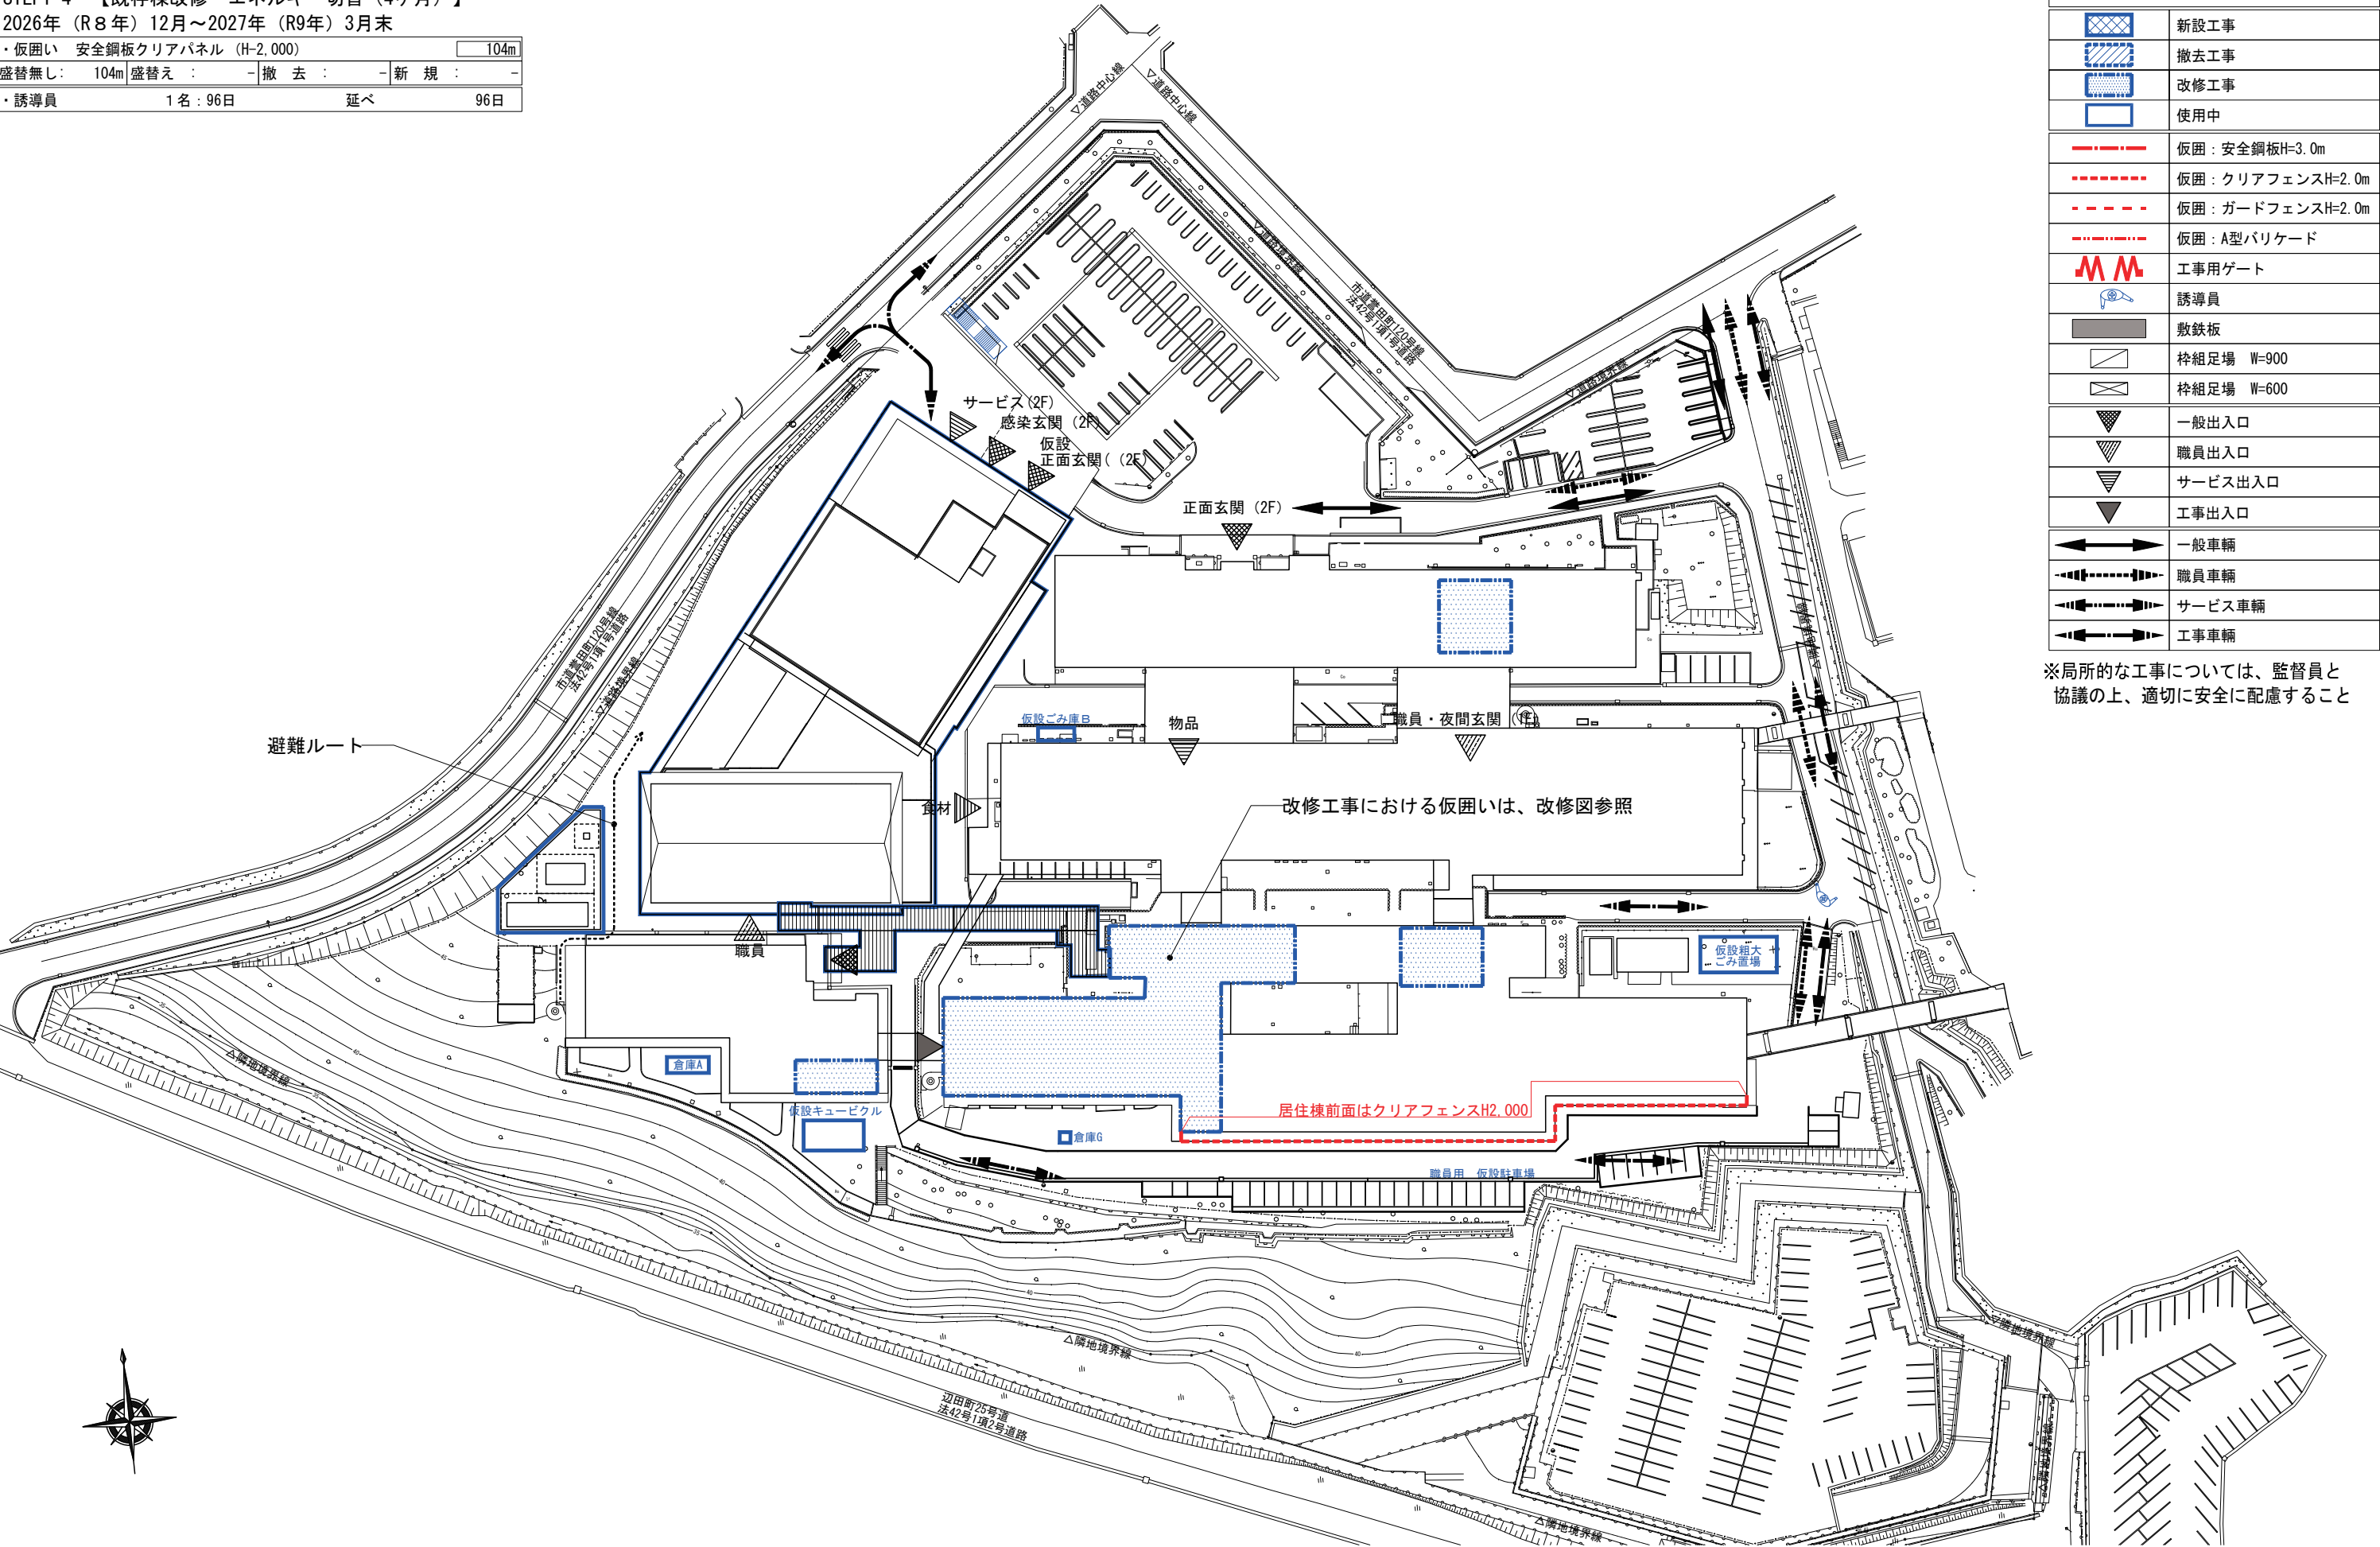 2026年（R８年）12月～2027年（R9年）3月末
・仮囲い 安全鋼板クリアパネル（H-2,000） 104m
盛替無し: 104m 盛替え : － 撤 去 : － 新 規 : －
・誘導員 1名：96日 延べ 96日
新設工事
撤去工事
改修工事
使用中
仮囲：安全鋼板H=3.0m
仮囲：クリアフェンスH=2.0m
仮囲：ガードフェンスH=2.0m
仮囲：A型バリケード
工事用ゲート
誘導員
敷鉄板
枠組足場 W=900
枠組足場 W=600
一般出入口
職員出入口
サービス出入口
工事出入口
一般車輛
職員車輛
サービス車輛
工事車輛
※局所的な工事については、監督員と
協議の上、適切に安全に配慮すること
▽道路中心線
▽道路中心線
▽道路境界線
市道誉田町120号線
法42号1項1号道路
▽道路境界線
サービス(2F)
感染玄関（2F）
仮設
正面玄関(（2F
正面玄関（2F）
市道誉田町120号線
法42号1項1号道路
▽道路境界線
避難ルート
仮設ごみ庫B
物品
職員・夜間玄関（1F）
食材
改修工事における仮囲いは、改修図参照
職員
仮設粗大
ごみ置場
倉庫A
仮設キュービクル
倉庫G
居住棟前面はクリアフェンスH2,000
職員用 仮設駐車場
△隣地境界線
△隣地境界線
▽隣地境界線
辺田町25号道
法42号1項2号道路
△隣地境界線